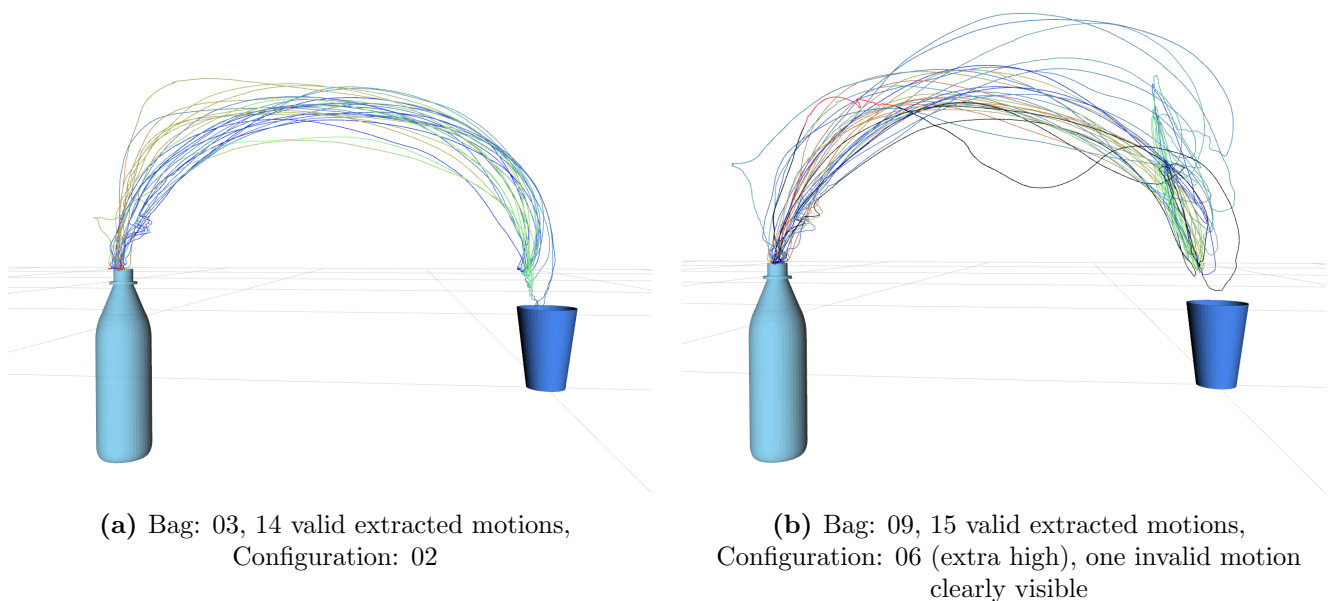 (a) Bag: 03, 14 valid extracted motions,
Configuration: 02
(b) Bag: 09, 15 valid extracted motions,
Configuration: 06 (extra high), one invalid motion
clearly visible